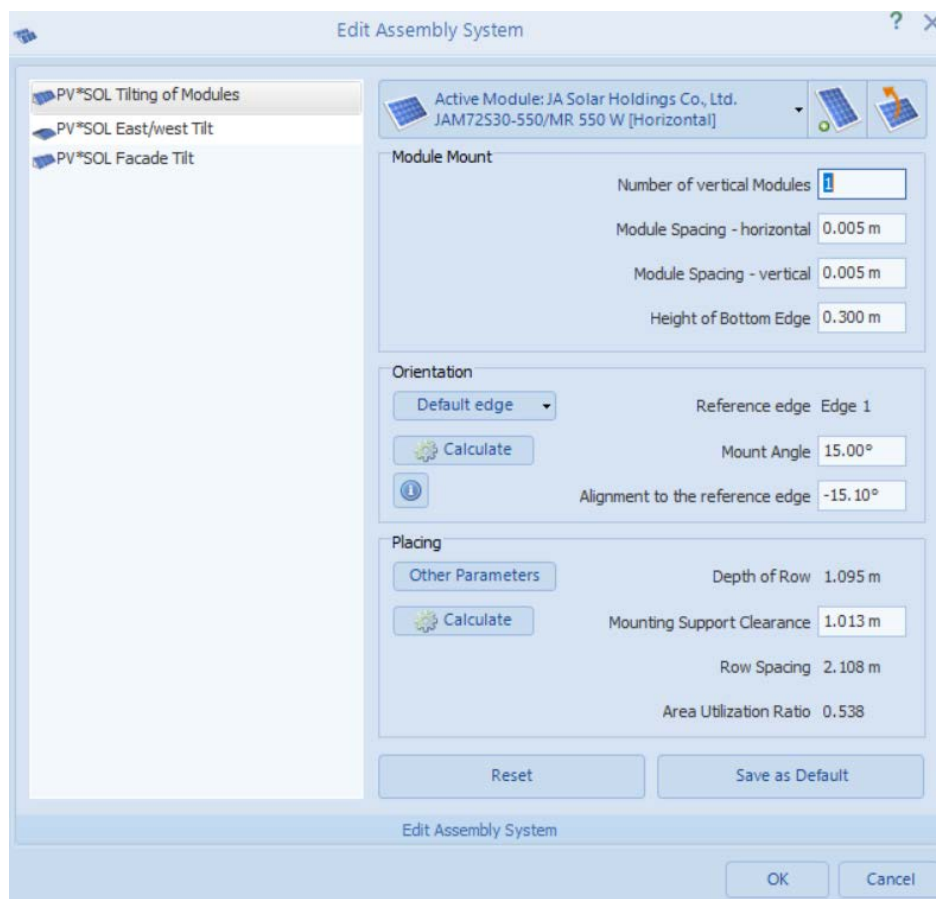 Edit Assembly System
?
PV*SOL Tilting of Modules
PV*SOL East/west Tilt
PV*SOL Facade Tilt
Active Module: JA Solar Holdings Co., Ltd.
JAM72S30-550/MR 550 W [Horizontal]
Module Mount
Number of vertical Modules 1
Module Spacing - horizontal 0.005 m
Module Spacing - vertical 0.005 m
Height of Bottom Edge 0.300 m
Orientation
Default edge Reference edge Edge 1
Calculate Mount Angle 15.00°
Alignment to the reference edge -15.10°
Placing
Other Parameters Depth of Row 1.095 m
Calculate Mounting Support Clearance 1.013 m
Row Spacing 2.108 m
Area Utilization Ratio 0.538
Reset Save as Default
Edit Assembly System
OK Cancel